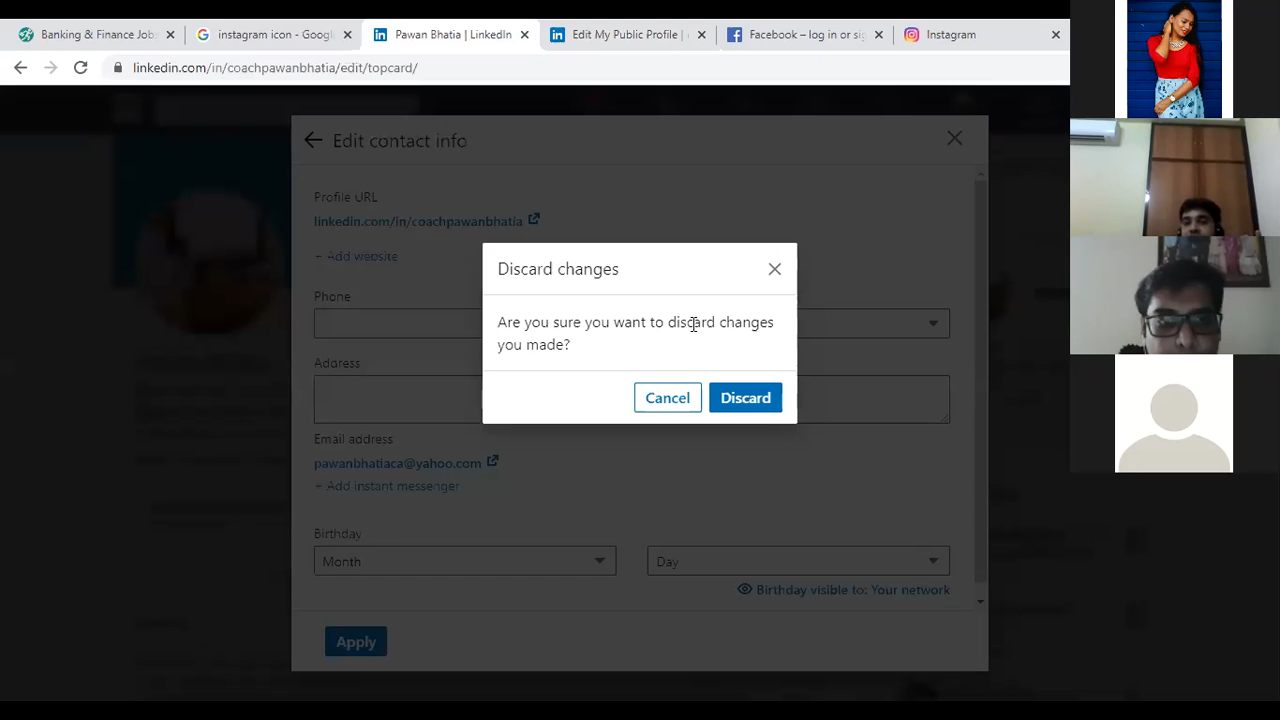 Banking & Finance Job
instagram icon - Google
Pawan Bhatia | LinkedIn
Edit My Public Profile |
Facebook – log in or sig
Instagram
linkedin.com/in/coachpawanbhatia/edit/topcard/
Edit contact info
Profile URL
linkedin.com/in/coachpawanbhatia
+ Add website
Phone
Address
Email address
pawanbhatiaca@yahoo.com
+ Add instant messenger
Birthday
Month
Day
Birthday visible to: Your network
Apply
Discard changes
Are you sure you want to discard changes
you made?
Cancel
Discard